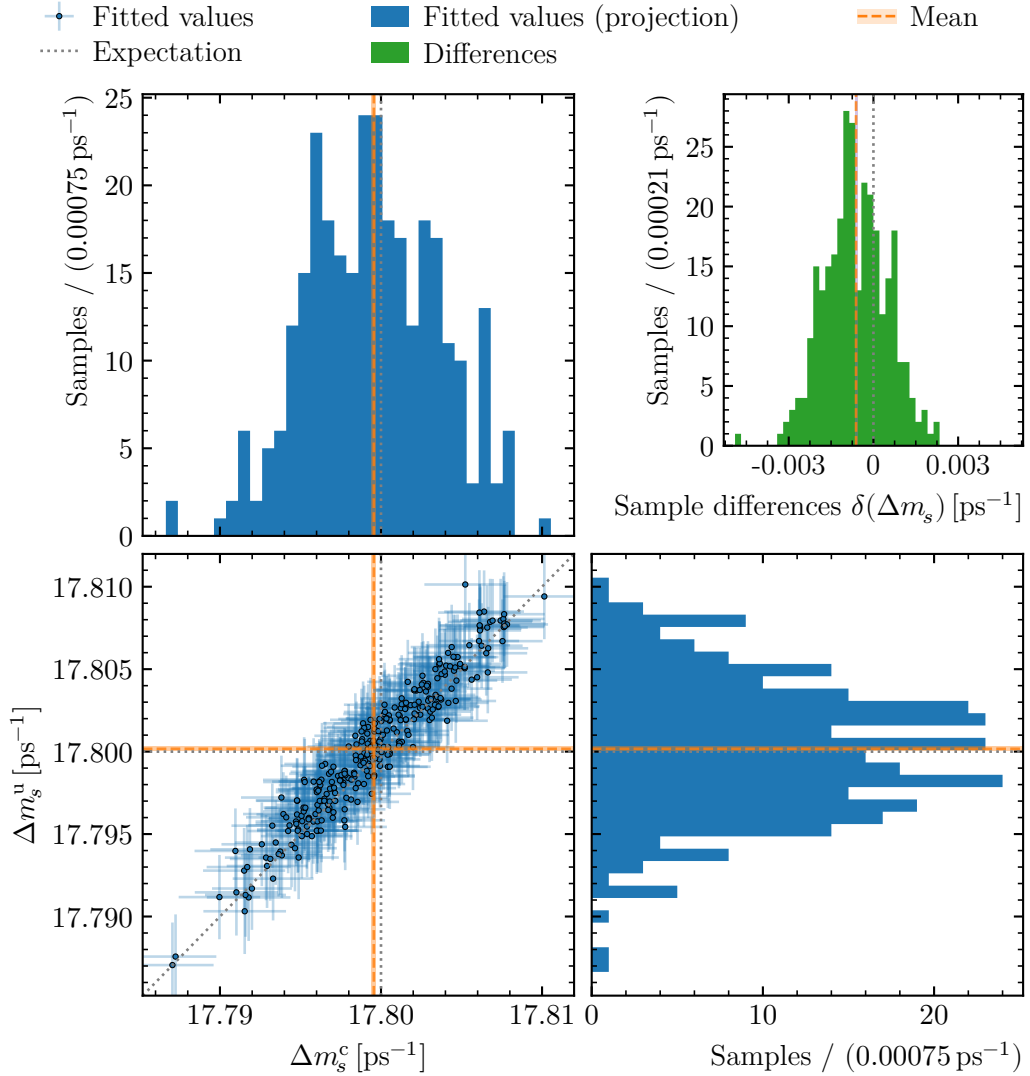 Fitted values
Expectation
Fitted values (projection)
Differences
Mean
Samples / (0.00075 ps⁻¹)
25
20
15
10
5
0
Samples / (0.00021 ps⁻¹)
25
20
15
10
5
0
-0.003 0 0.003
Sample differences δ(Δmₛ) [ps⁻¹]
Δmₛᵘ [ps⁻¹]
17.810
17.805
17.800
17.795
17.790
17.79 17.80 17.81
Δmₛᶜ [ps⁻¹]
0 10 20
Samples / (0.00075 ps⁻¹)